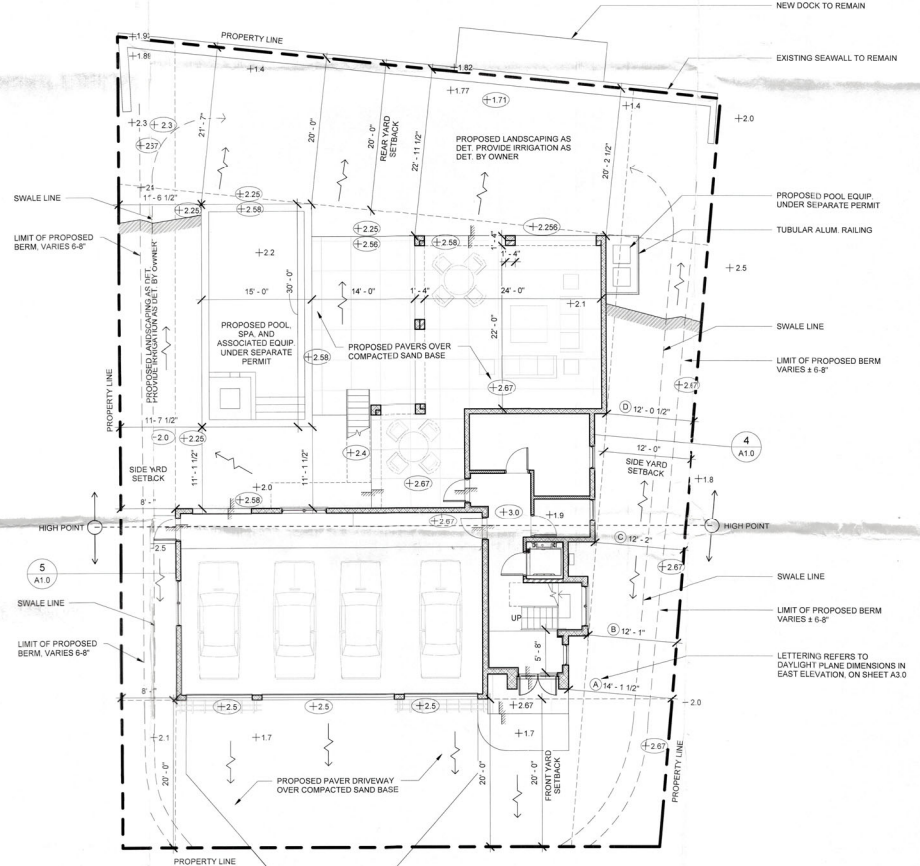 NEW DOCK TO REMAIN
PROPERTY LINE
EXISTING SEAWALL TO REMAIN
+1.9
+1.8
+1.4
+1.82
+1.77
+1.71
+1.4
+2.0
+2.3
+2.3
21' - 7"
20' - 0"
20' - 0"
REAR YARD
SETBACK
22' - 11 1/2"
20' - 2 1/2"
PROPOSED LANDSCAPING AS
DET. PROVIDE IRRIGATION AS
DET. BY OWNER
SWALE LINE
11' - 6 1/2"
+2.25
+2.25
+2.58
PROPOSED POOL EQUIP.
UNDER SEPARATE PERMIT
TUBULAR ALUM. RAILING
LIMIT OF PROPOSED
BERM, VARIES 6-8"
+2.25
+2.56
+2.58
+2.256
1' - 4"
1' - 4"
+2.2
+2.5
PROPOSED LANDSCAPING AS DET.
PROVIDE IRRIGATION AS DET. BY OWNER
15' - 0"
30' - 0"
14' - 0"
1' - 4"
24' - 0"
+2.1
22' - 0"
PROPOSED POOL,
SPA, AND
ASSOCIATED EQUIP.
UNDER SEPARATE
PERMIT
+2.58
PROPOSED PAVERS OVER
COMPACTED SAND BASE
SWALE LINE
LIMIT OF PROPOSED BERM
VARIES ± 6-8"
+2.67
+2.67
PROPERTY LINE
D 12' - 0 1/2"
11' - 7 1/2"
+2.0
+2.25
+2.4
4
A1.0
12' - 0"
SIDE YARD
SETBACK
11' - 1 1/2"
11' - 1 1/2"
SIDE YARD
SETBACK
+2.0
+2.67
+1.8
8' - "
+2.58
+2.67
+3.0
+1.9
HIGH POINT
HIGH POINT
2.5
C 12' - 2"
+2.67
5
A1.0
SWALE LINE
SWALE LINE
LIMIT OF PROPOSED
BERM, VARIES 6-8"
UP
B 12' - 1"
LIMIT OF PROPOSED BERM
VARIES ± 6-8"
5' - 8"
LETTERING REFERS TO
DAYLIGHT PLANE DIMENSIONS IN
EAST ELEVATION, ON SHEET A3.0
8' - "
A 14' - 1 1/2"
+2.5
+2.5
+2.5
+2.67
2.0
+2.1
+1.7
+1.7
+2.67
20' - 0"
20' - 0"
20' - 0"
FRONT YARD
SETBACK
PROPERTY LINE
PROPOSED PAVER DRIVEWAY
OVER COMPACTED SAND BASE
PROPERTY LINE